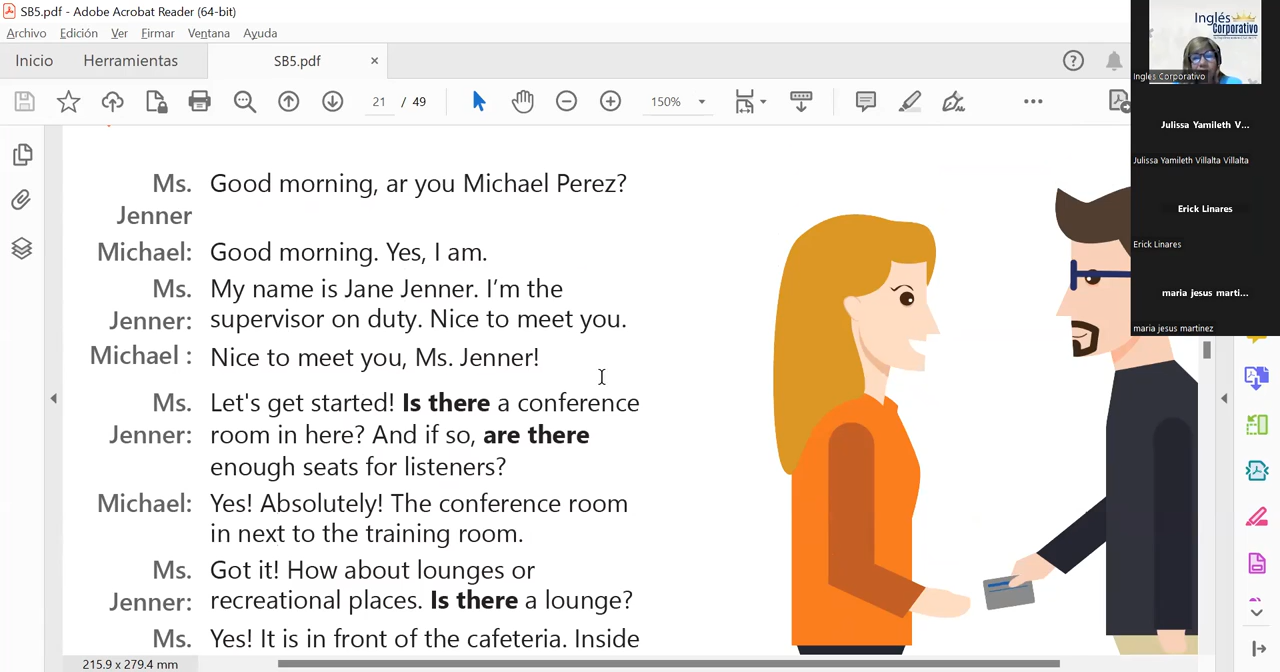 SB5.pdf - Adobe Acrobat Reader (64-bit)
Archivo Edición Ver Firmar Ventana Ayuda
Inicio Herramientas SB5.pdf ×
21 / 49 150%
Ms. Good morning, ar you Michael Perez?
Jenner
Michael: Good morning. Yes, I am.
Ms. My name is Jane Jenner. I’m the
Jenner: supervisor on duty. Nice to meet you.
Michael : Nice to meet you, Ms. Jenner!
Ms. Let's get started! Is there a conference
Jenner: room in here? And if so, are there
enough seats for listeners?
Michael: Yes! Absolutely! The conference room
in next to the training room.
Ms. Got it! How about lounges or
Jenner: recreational places. Is there a lounge?
Ms. Yes! It is in front of the cafeteria. Inside
215.9 x 279.4 mm
Inglés
Corporativo
Ingles Corporativo
Julissa Yamileth V...
Julissa Yamileth Villalta Villalta
Erick Linares
Erick Linares
maria jesus marti...
maria jesus martinez